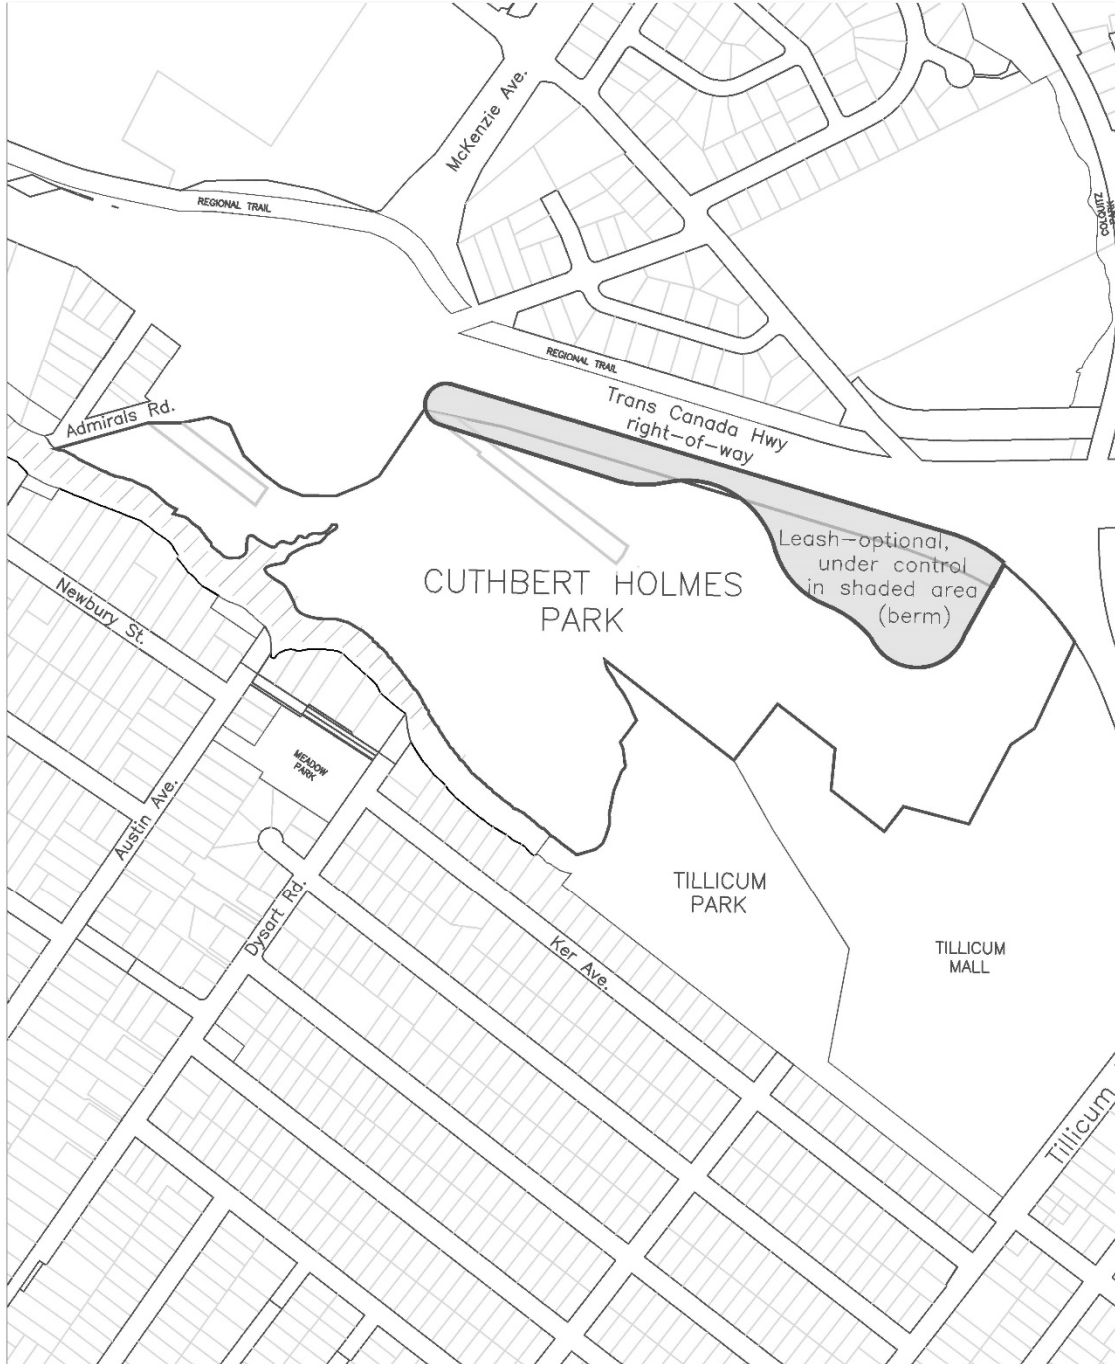 McKenzie Ave.
COLQUITZ
PARK
REGIONAL TRAIL
REGIONAL TRAIL
Trans Canada Hwy
right-of-way
Admirals Rd.
Leash-optional,
under control
in shaded area
(berm)
CUTHBERT HOLMES
PARK
Newbury St.
MEADOW
PARK
Austin Ave.
Dysart Rd.
TILLICUM
PARK
Ker Ave.
TILLICUM
MALL
Tillicum